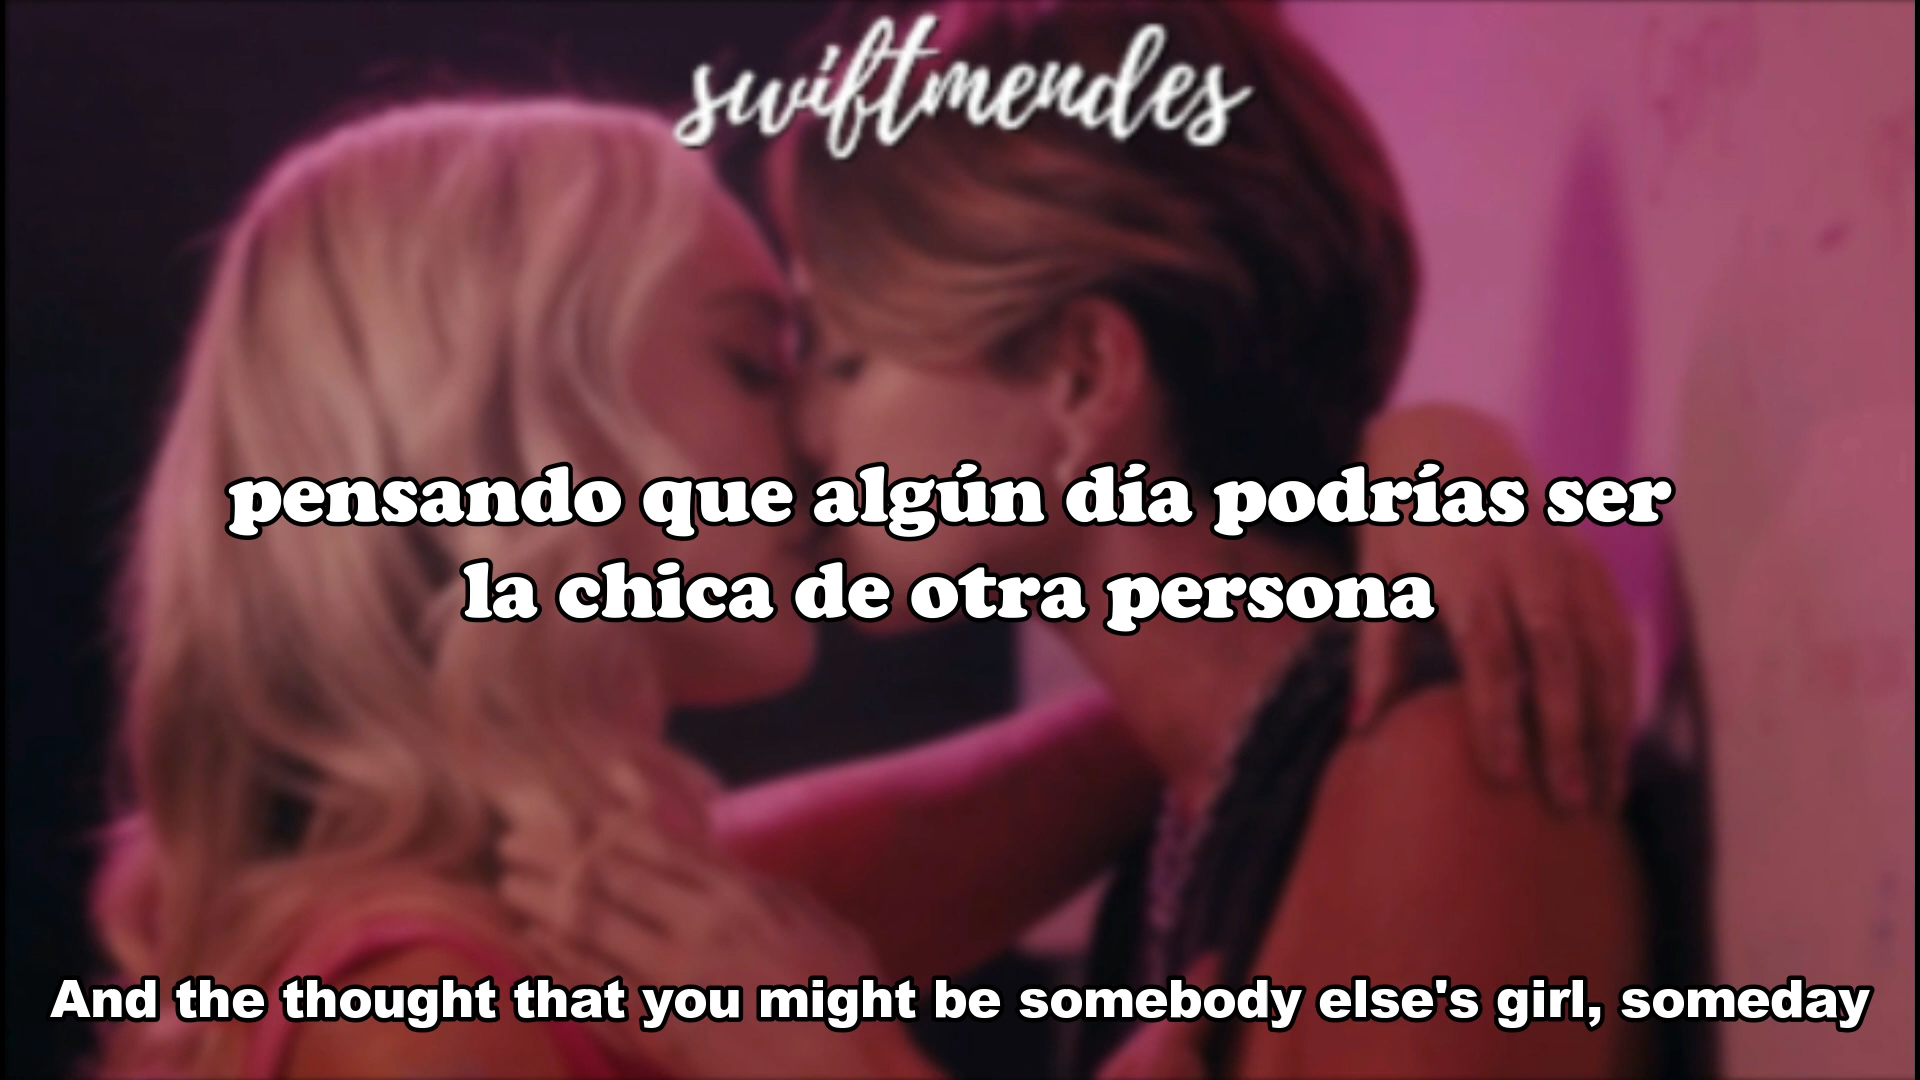 swiftmendes
pensando que algún día podrías ser
la chica de otra persona
And the thought that you might be somebody else's girl, someday